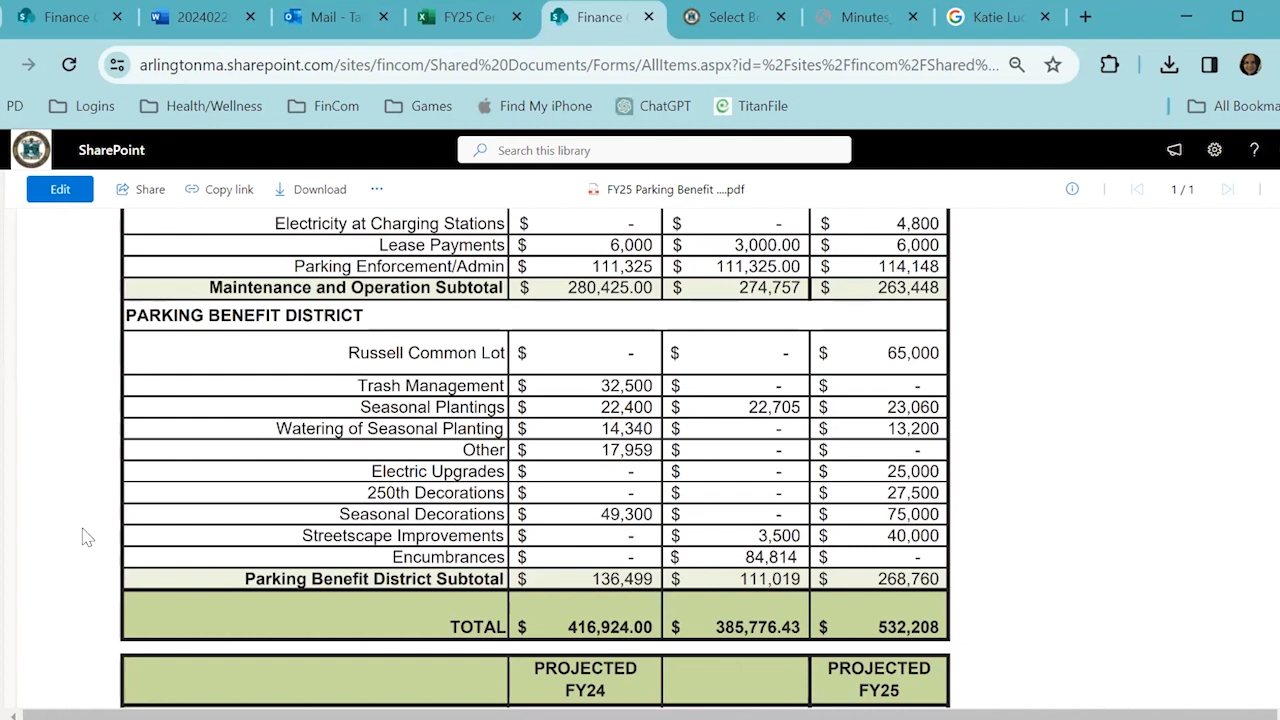 Finance
2024022
Mail - Ta
FY25 Cer
Finance
Select B
Minutes
Katie Lu
arlingtonma.sharepoint.com/sites/fincom/Shared%20Documents/Forms/AllItems.aspx?id=%2Fsites%2Ffincom%2FShared%...
PD Logins Health/Wellness FinCom Games Find My iPhone ChatGPT TitanFile All Bookma
SharePoint Search this library ?
Edit Share Copy link Download ... FY25 Parking Benefit ....pdf 1 / 1
Electricity at Charging Stations $ - $ - $ 4,800
Lease Payments $ 6,000 $ 3,000.00 $ 6,000
Parking Enforcement/Admin $ 111,325 $ 111,325.00 $ 114,148
Maintenance and Operation Subtotal $ 280,425.00 $ 274,757 $ 263,448
PARKING BENEFIT DISTRICT
Russell Common Lot $ - $ - $ 65,000
Trash Management $ 32,500 $ - $ -
Seasonal Plantings $ 22,400 $ 22,705 $ 23,060
Watering of Seasonal Planting $ 14,340 $ - $ 13,200
Other $ 17,959 $ - $ -
Electric Upgrades $ - $ - $ 25,000
250th Decorations $ - $ - $ 27,500
Seasonal Decorations $ 49,300 $ - $ 75,000
Streetscape Improvements $ - $ 3,500 $ 40,000
Encumbrances $ - $ 84,814 $ -
Parking Benefit District Subtotal $ 136,499 $ 111,019 $ 268,760
TOTAL $ 416,924.00 $ 385,776.43 $ 532,208
PROJECTED PROJECTED
FY24 FY25